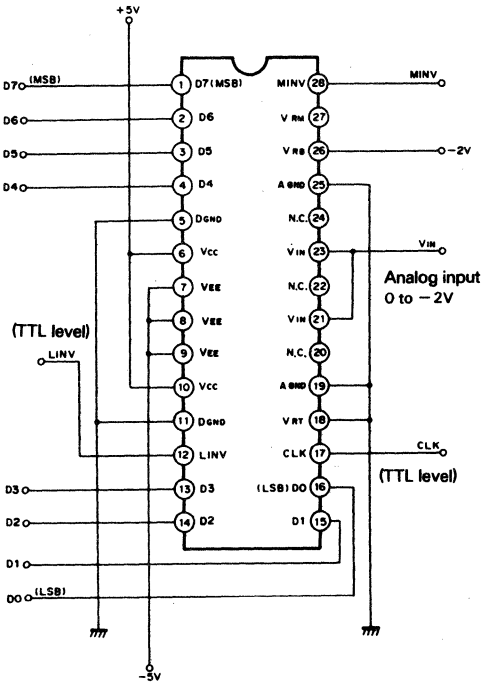 +5V
D7 (MSB) 1 D7(MSB) MINV 28 MINV
D6 2 D6 VRM 27
D5 3 D5 VRB 26 -2V
D4 4 D4 A GND 25
5 DGND N.C. 24
6 VCC VIN 23 VIN
Analog input
0 to -2V
7 VEE N.C. 22
8 VEE VIN 21
(TTL level)
LINV
9 VEE N.C. 20
10 VCC A GND 19
11 DGND VRT 18
12 LINV CLK 17 CLK
(TTL level)
D3 13 D3 (LSB) D0 16
D2 14 D2 D1 15
D1
D0 (LSB)
-5V